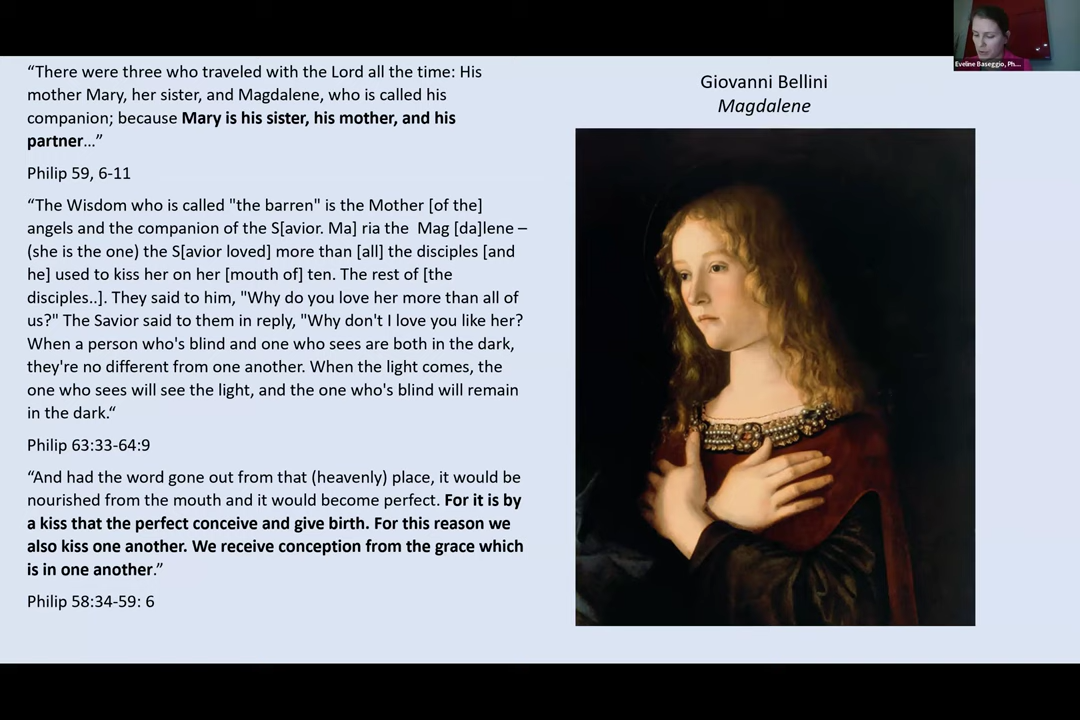 “There were three who traveled with the Lord all the time: His
mother Mary, her sister, and Magdalene, who is called his
companion; because Mary is his sister, his mother, and his
partner…”
Philip 59, 6-11
“The Wisdom who is called "the barren" is the Mother [of the]
angels and the companion of the S[avior. Ma] ria the  Mag [da]lene –
(she is the one) the S[avior loved] more than [all] the disciples [and
he] used to kiss her on her [mouth of] ten. The rest of [the
disciples..]. They said to him, "Why do you love her more than all of
us?" The Savior said to them in reply, "Why don't I love you like her?
When a person who's blind and one who sees are both in the dark,
they're no different from one another. When the light comes, the
one who sees will see the light, and the one who's blind will remain
in the dark.“
Philip 63:33-64:9
“And had the word gone out from that (heavenly) place, it would be
nourished from the mouth and it would become perfect. For it is by
a kiss that the perfect conceive and give birth. For this reason we
also kiss one another. We receive conception from the grace which
is in one another.”
Philip 58:34-59: 6
Giovanni Bellini
Magdalene
Eveline Baseggio, Ph....